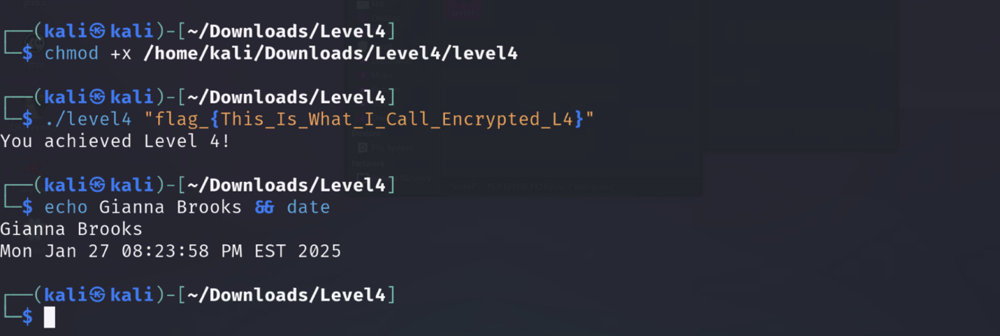 ┌──(kali㉿kali)-[~/Downloads/Level4]
└─$ chmod +x /home/kali/Downloads/Level4/level4
┌──(kali㉿kali)-[~/Downloads/Level4]
└─$ ./level4 "flag_{This_Is_What_I_Call_Encrypted_L4}"
You achieved Level 4!
┌──(kali㉿kali)-[~/Downloads/Level4]
└─$ echo Gianna Brooks && date
Gianna Brooks
Mon Jan 27 08:23:58 PM EST 2025
┌──(kali㉿kali)-[~/Downloads/Level4]
└─$